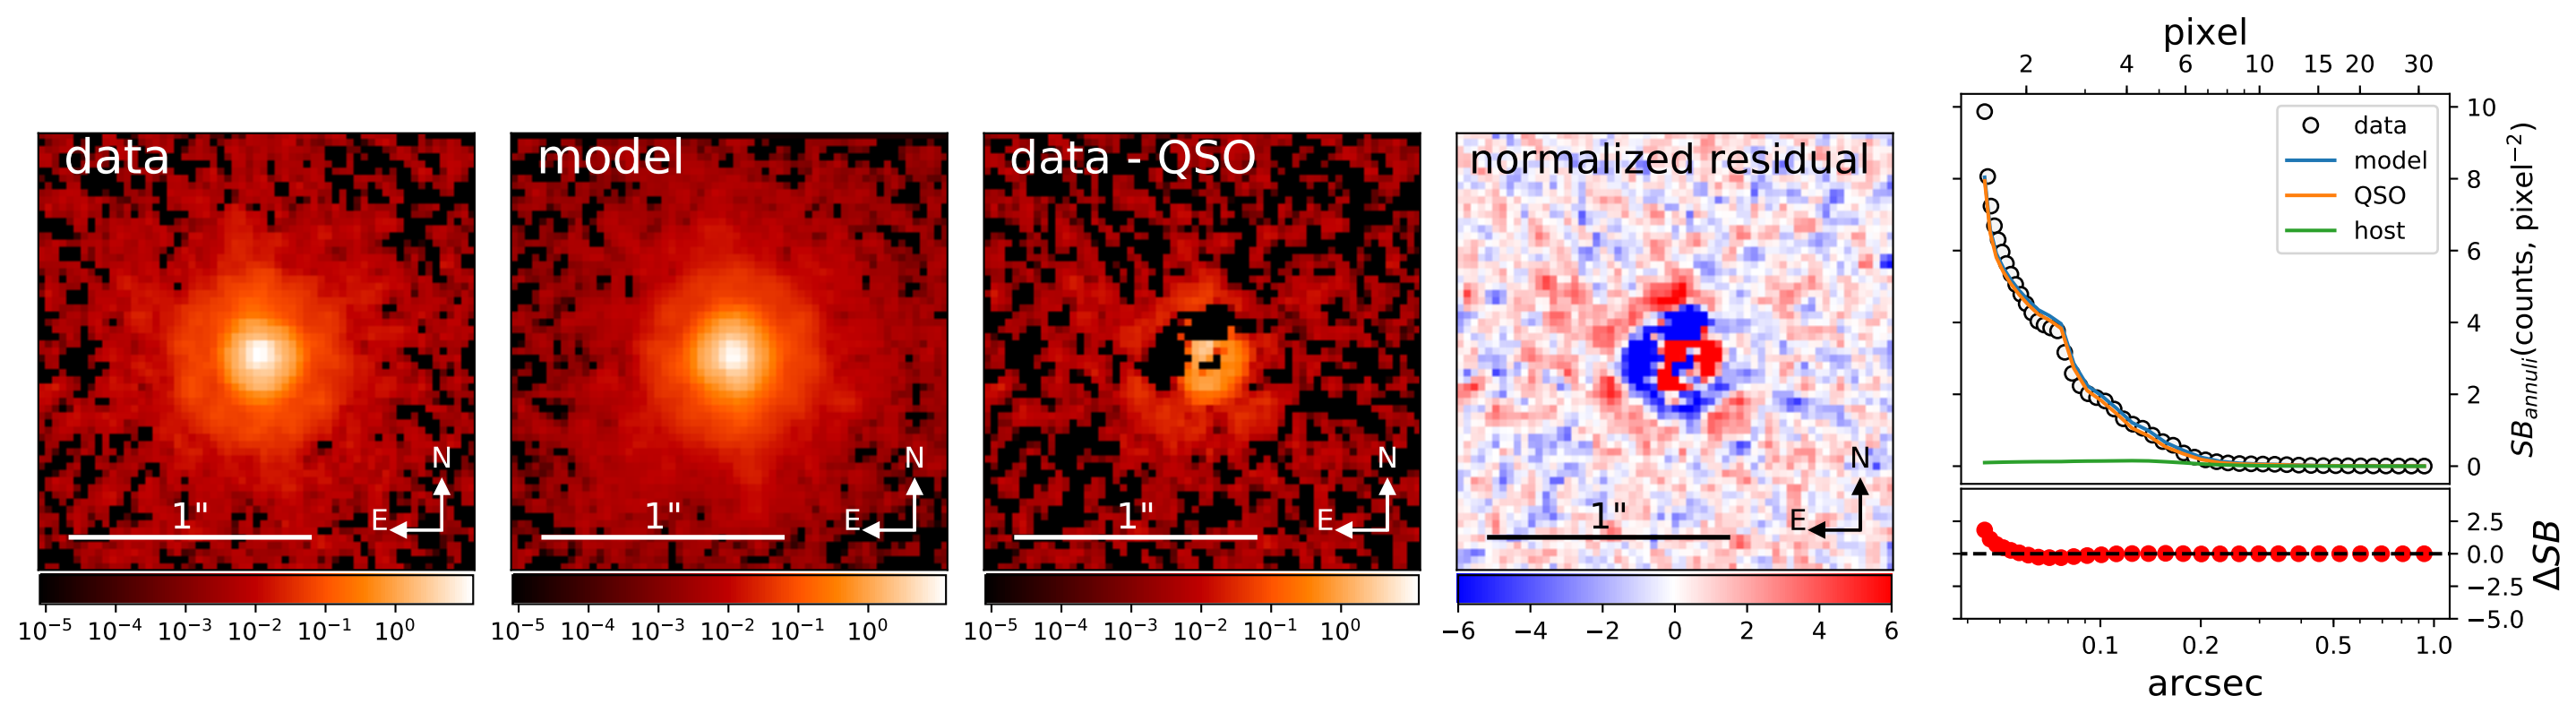 data
N
E
1"
10⁻⁵ 10⁻⁴ 10⁻³ 10⁻² 10⁻¹ 10⁰
model
N
E
1"
10⁻⁵ 10⁻⁴ 10⁻³ 10⁻² 10⁻¹ 10⁰
data - QSO
N
E
1"
10⁻⁵ 10⁻⁴ 10⁻³ 10⁻² 10⁻¹ 10⁰
normalized residual
N
E
1"
−6 −4 −2 0 2 4 6
pixel
2 4 6 10 15 20 30
data
model
QSO
host
10
8
6
4
2
0
SB_annuli(counts, pixel⁻²)
2.5
0.0
−2.5
−5.0
ΔSB
0.1 0.2 0.5 1.0
arcsec